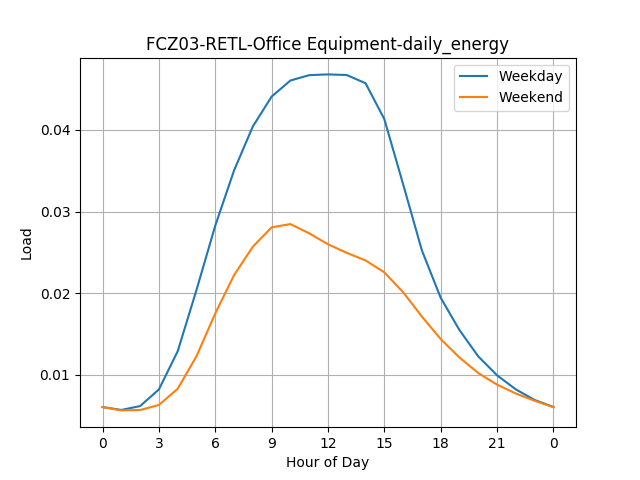 FCZ03-RETL-Office Equipment-daily_energy
Weekday
Weekend
0.04
0.03
0.02
0.01
Load
0 3 6 9 12 15 18 21 0
Hour of Day